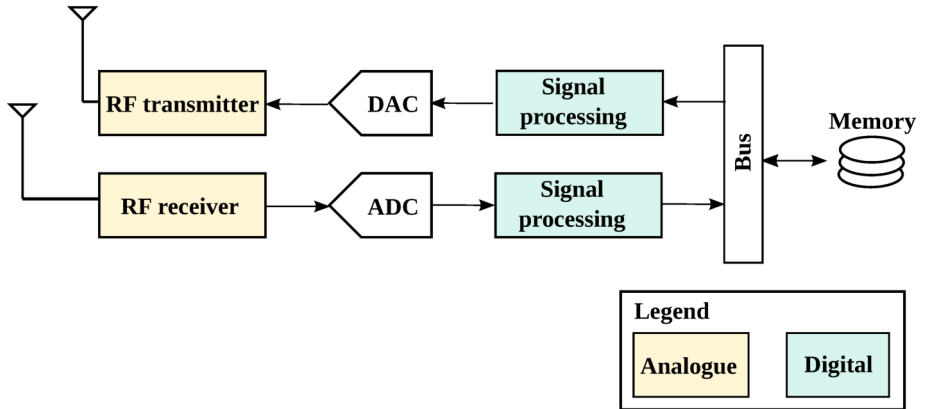 RF transmitter
DAC
Signal
processing
Bus
Memory
RF receiver
ADC
Signal
processing
Legend
Analogue
Digital